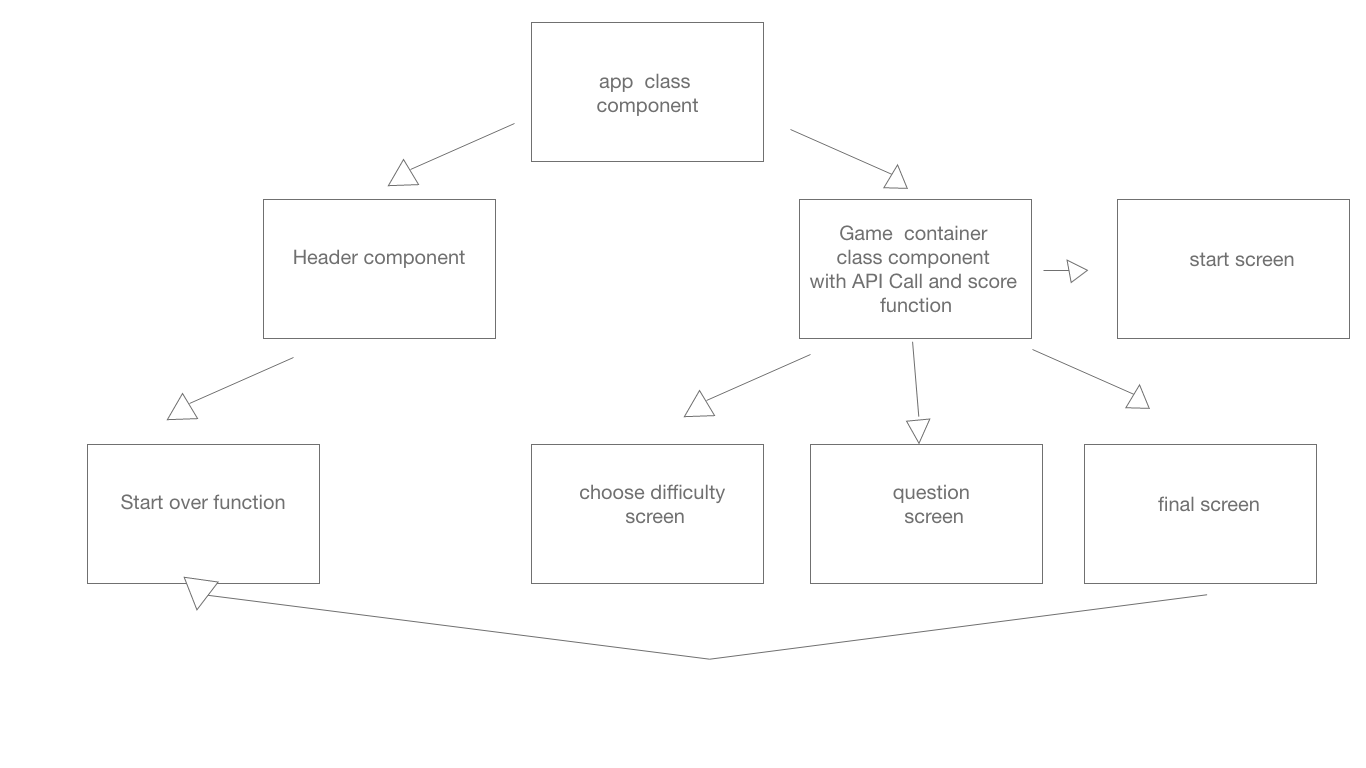 app class
component
Header component
Game container
class component
with API Call and score
function
start screen
Start over function
choose difficulty
screen
question
screen
final screen